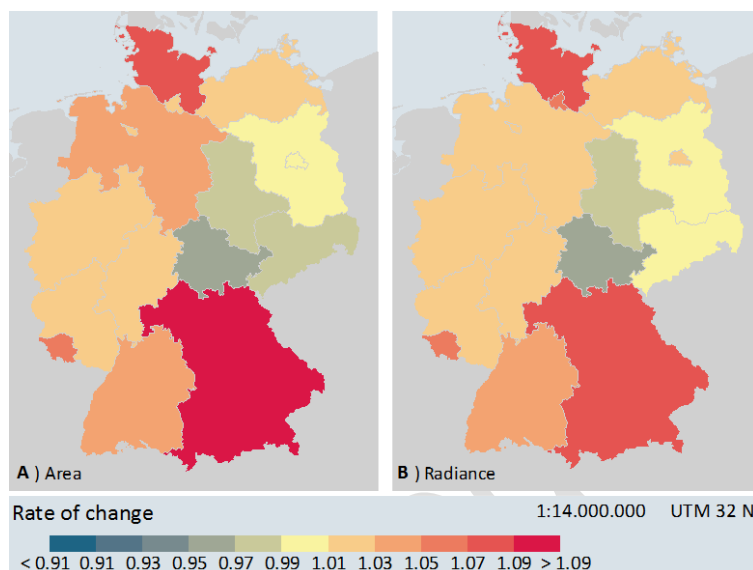 A ) Area
B ) Radiance
Rate of change 1:14.000.000 UTM 32 N
< 0.91 0.91 0.93 0.95 0.97 0.99 1.01 1.03 1.05 1.07 1.09 > 1.09